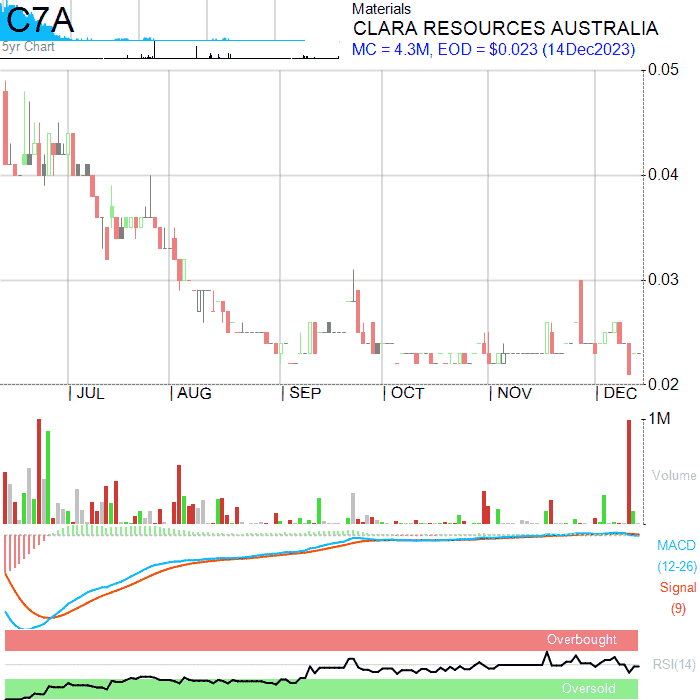 C7A
5yr Chart
Materials
CLARA RESOURCES AUSTRALIA
MC = 4.3M, EOD = $0.023 (14Dec2023)
0.05
0.04
0.03
0.02
JUL
AUG
SEP
OCT
NOV
DEC
1M
Volume
MACD
(12-26)
Signal
(9)
Overbought
RSI(14)
Oversold